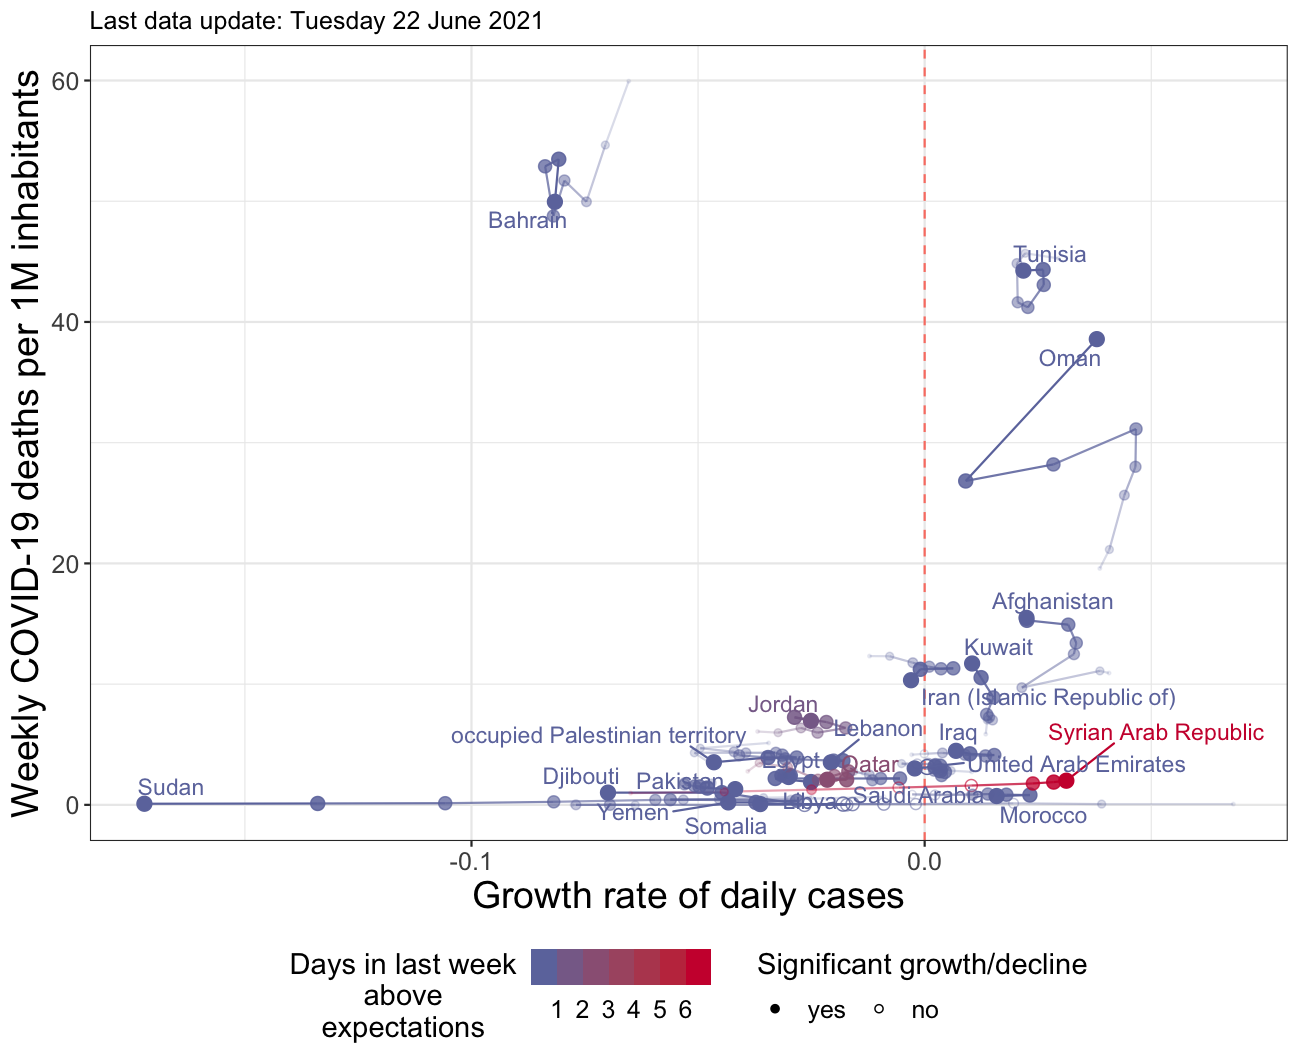 Last data update: Tuesday 22 June 2021
Weekly COVID-19 deaths per 1M inhabitants
60
40
20
0
Bahrain
Tunisia
Oman
Afghanistan
Kuwait
Iran (Islamic Republic of)
Jordan
Lebanon
occupied Palestinian territory
Iraq
Syrian Arab Republic
Egypt
Qatar
United Arab Emirates
Djibouti
Pakistan
Sudan
Libya
Saudi Arabia
Yemen
Somalia
Morocco
-0.1
0.0
Growth rate of daily cases
Days in last week
above
expectations
1 2 3 4 5 6
Significant growth/decline
yes no